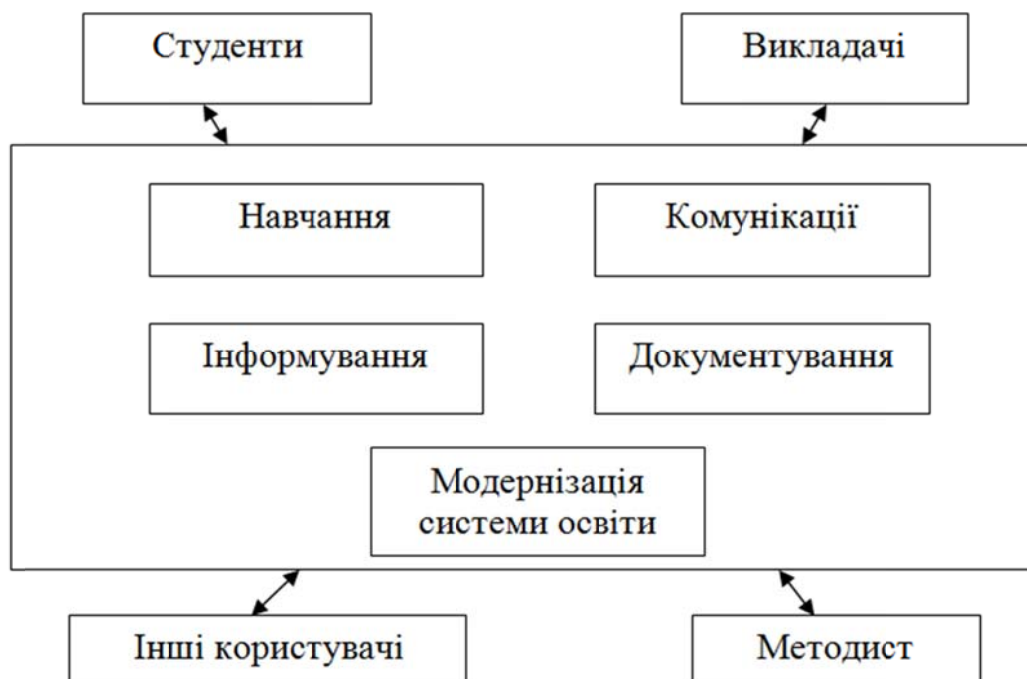 Студенти
Викладачі
Навчання
Комунікації
Інформування
Документування
Модернізація
системи освіти
Інші користувачі
Методист